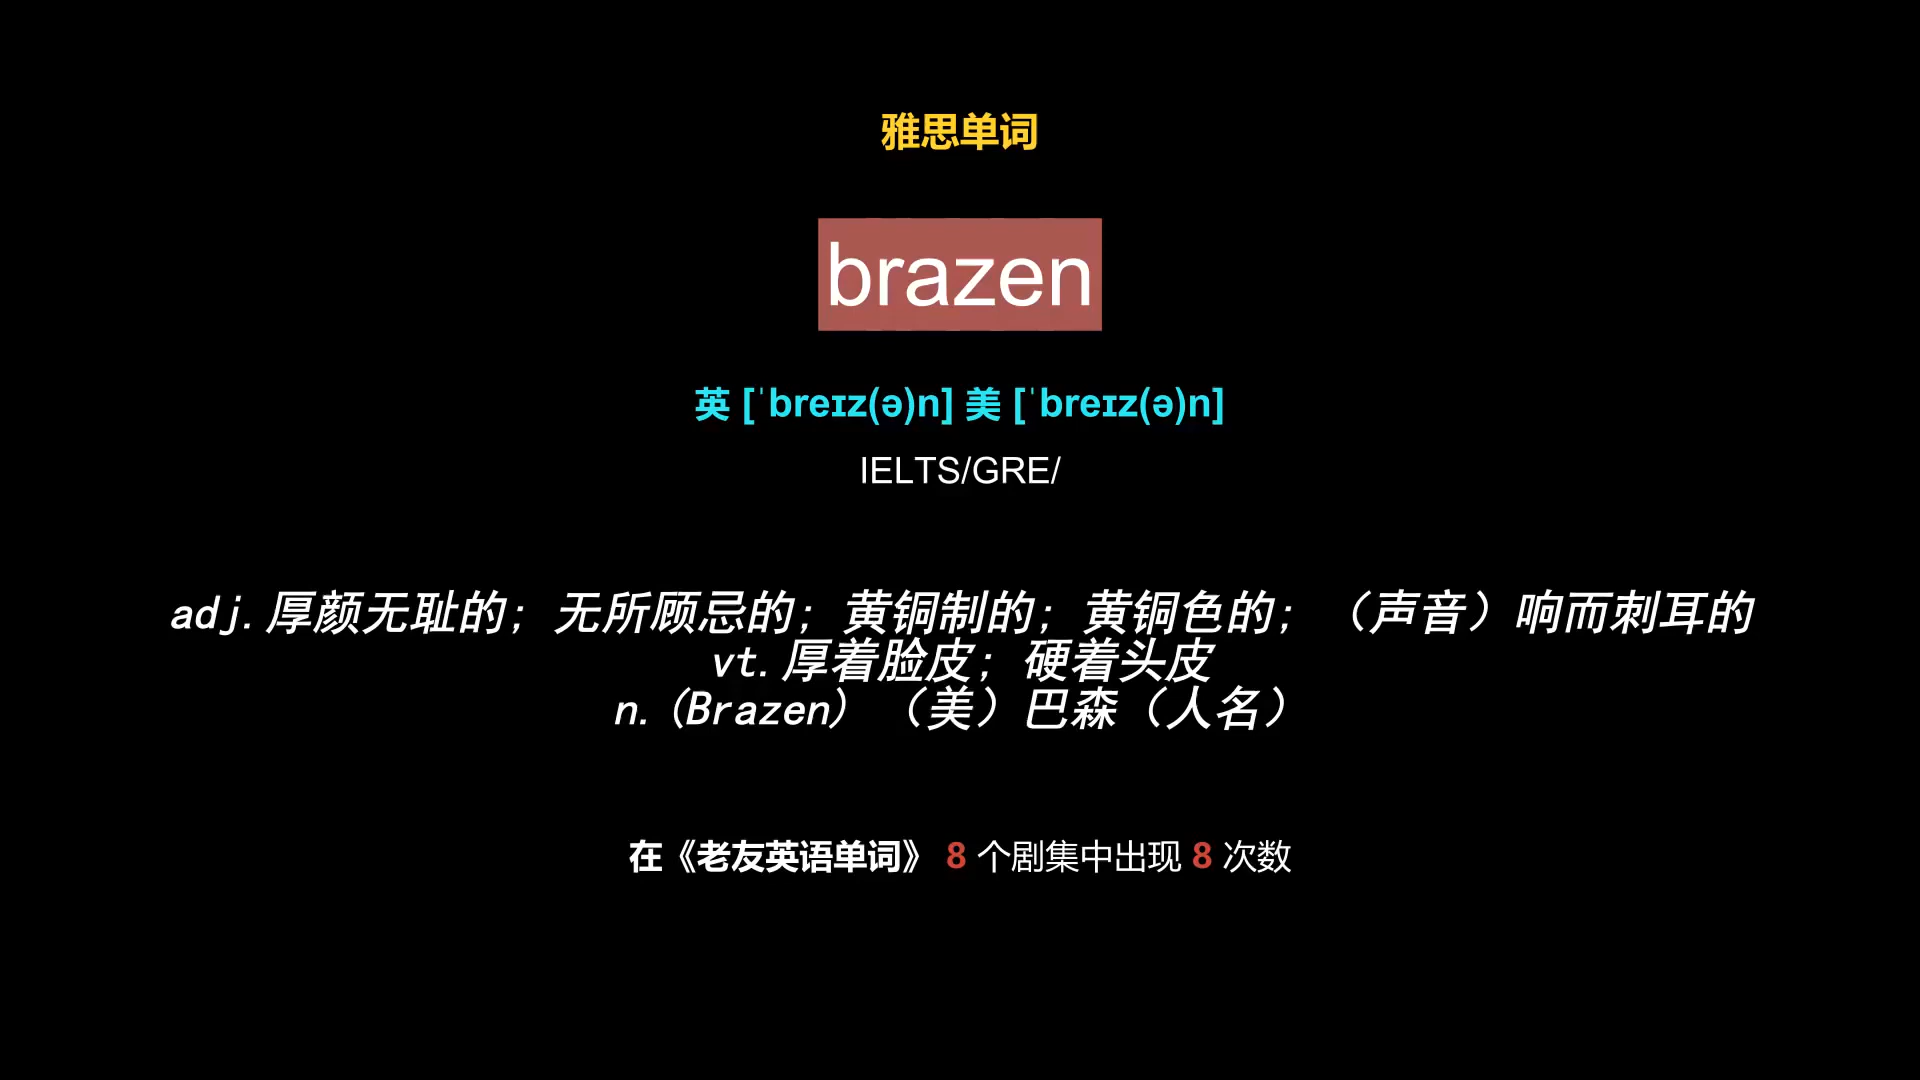 雅思单词
brazen
英 [ˈbreɪz(ə)n] 美 [ˈbreɪz(ə)n]
IELTS/GRE/
adj.厚颜无耻的；无所顾忌的；黄铜制的；黄铜色的；（声音）响而刺耳的
vt.厚着脸皮；硬着头皮
n.(Brazen)（美）巴森（人名）
在《老友英语单词》 8 个剧集中出现 8 次数